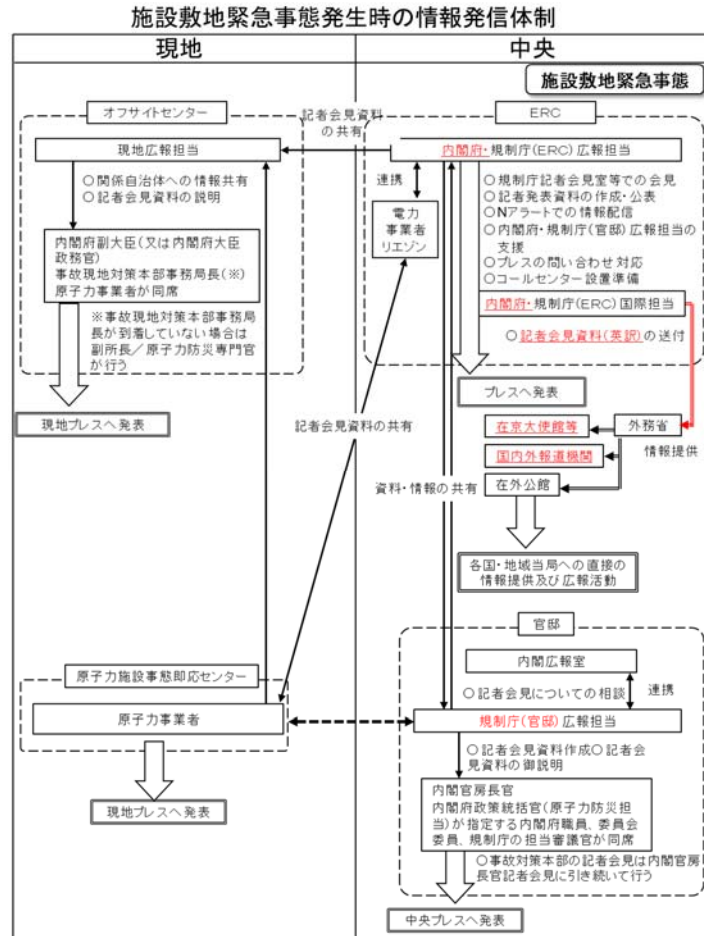 施設敷地緊急事態発生時の情報発信体制
現地
中央
施設敷地緊急事態
オフサイトセンター
現地広報担当
○関係自治体への情報共有
○記者会見資料の説明
内閣府副大臣(又は内閣府大臣
政務官)
事故現地対策本部事務局長(※)
原子力事業者が同席
※事故現地対策本部事務局
長が到着していない場合は
副所長/原子力防災専門官
が行う
現地プレスへ発表
記者会見資料
の共有
ERC
内閣府・規制庁(ERC)広報担当
連携
電力
事業者
リエゾン
○規制庁記者会見室等での会見
○記者発表資料の作成・公表
○Nアラートでの情報配信
○内閣府・規制庁(官邸)広報担当の
支援
○プレスの問い合わせ対応
○コールセンター設置準備
内閣府・規制庁(ERC)国際担当
○記者会見資料(英訳)の送付
プレスへ発表
在京大使館等
外務省
国内外報道機関
情報提供
在外公館
記者会見資料の共有
資料・情報の共有
各国・地域当局への直接の
情報提供及び広報活動
官邸
内閣広報室
○記者会見についての相談
連携
規制庁(官邸)広報担当
○記者会見資料作成○記者会
見資料の御説明
内閣官房長官
内閣府政策統括官(原子力防災担
当)が指定する内閣府職員、委員会
委員、規制庁の担当審議官が同席
○事故対策本部の記者会見は内閣官房
長官記者会見に引き続いて行う
中央プレスへ発表
原子力施設事態即応センター
原子力事業者
現地プレスへ発表